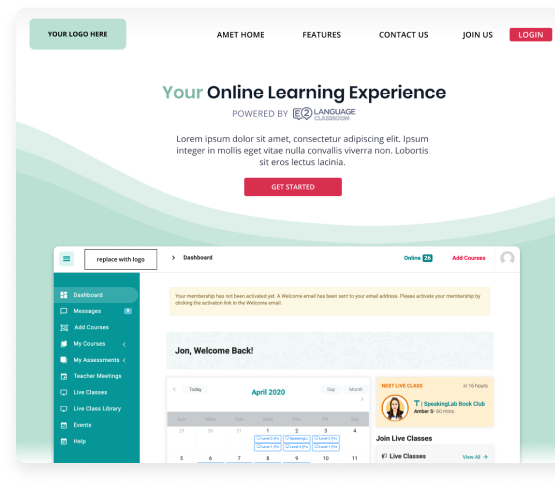 YOUR LOGO HERE
AMET HOME
FEATURES
CONTACT US
JOIN US
LOGIN
Your Online Learning Experience
POWERED BY E2 LANGUAGE CLASSROOM
Lorem ipsum dolor sit amet, consectetur adipiscing elit. Ipsum
integer in mollis eget vitae nulla convallis viverra non. Lobortis
sit eros lectus lacinia.
GET STARTED
replace with logo
> Dashboard
Online 26
Add Courses
Dashboard
Messages
Add Courses
My Courses <
My Assessments <
Teacher Meetings
Live Classes
Live Class Library
Events
Help
Your membership has not been activated yet. A Welcome email has been sent to your email address. Please activate your membership by
clicking the activaton link in the Welcome email.
Jon, Welcome Back!
< Today
April 2020
Day Month
>
Sun Mon Tue Wed Thu Fri Sat
29 30 31 1 2 3 4
5 6 7 8 9 10 11
NEXT LIVE CLASS
in 16 hours
T | SpeakingLab Book Club
Amber S- 60 mins
Join Live Classes
Live Classes
View All →